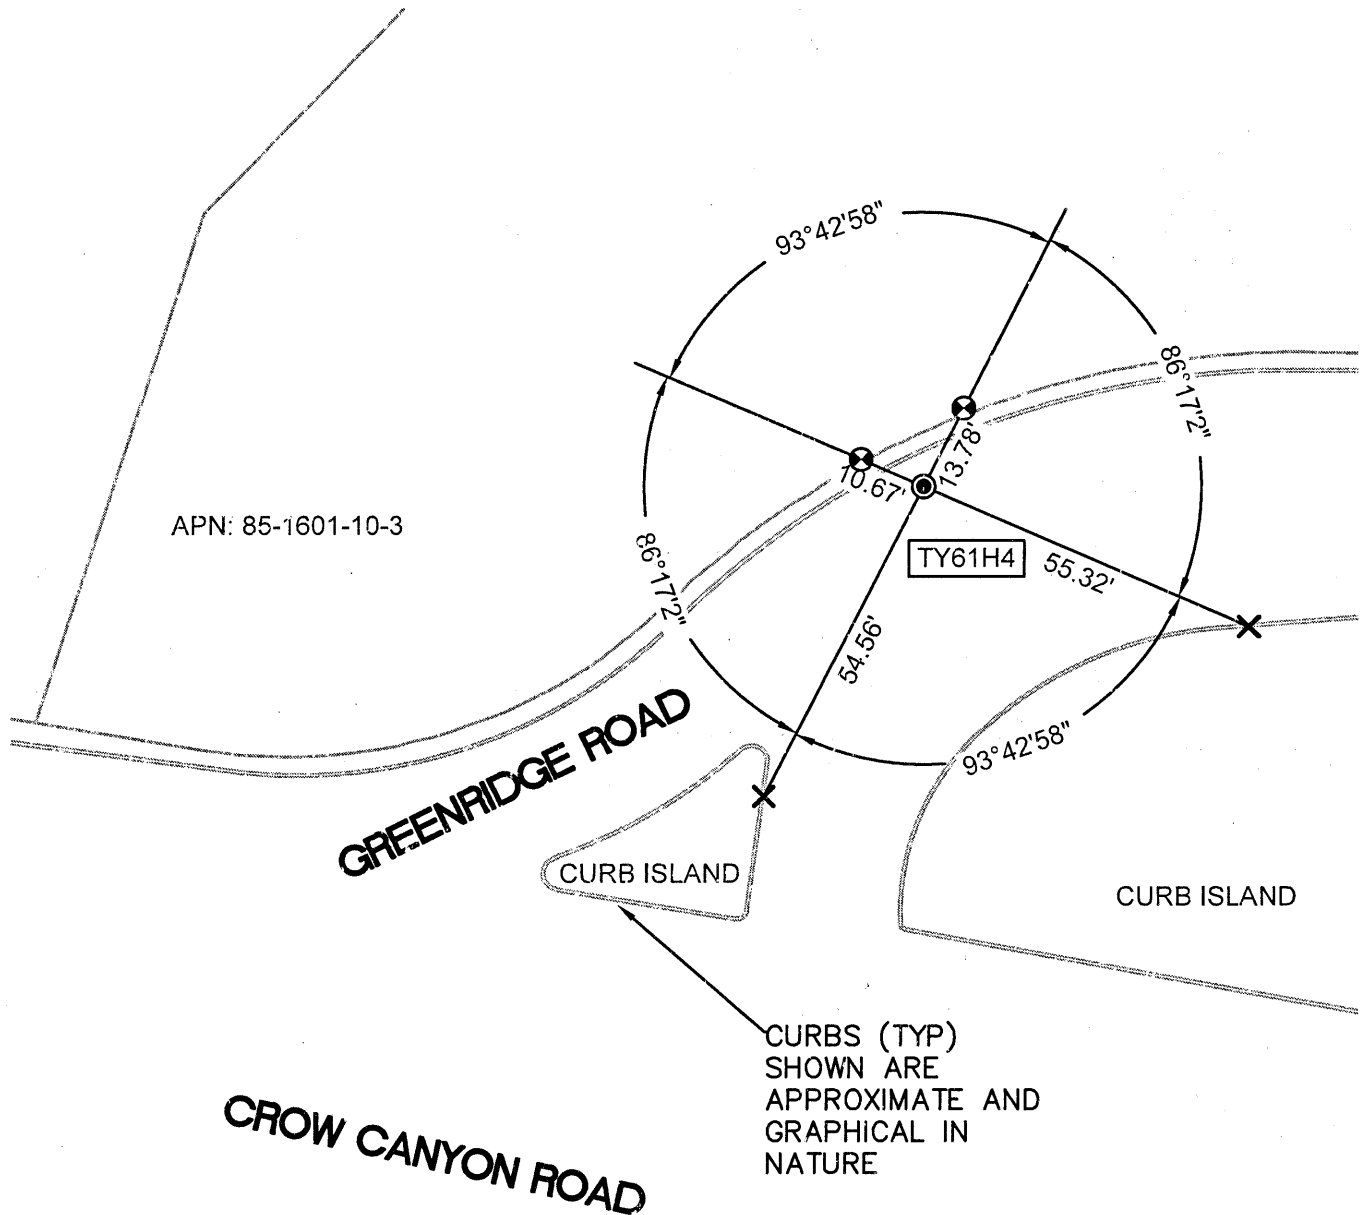 93°42'58"
86°17'2"
13.78'
10.67'
APN: 85-1601-10-3
TY61H4
55.32'
86°17'2"
54.56'
GREENRIDGE ROAD
93°42'58"
CURB ISLAND
CURB ISLAND
CURBS (TYP)
SHOWN ARE
APPROXIMATE AND
GRAPHICAL IN
NATURE
CROW CANYON ROAD